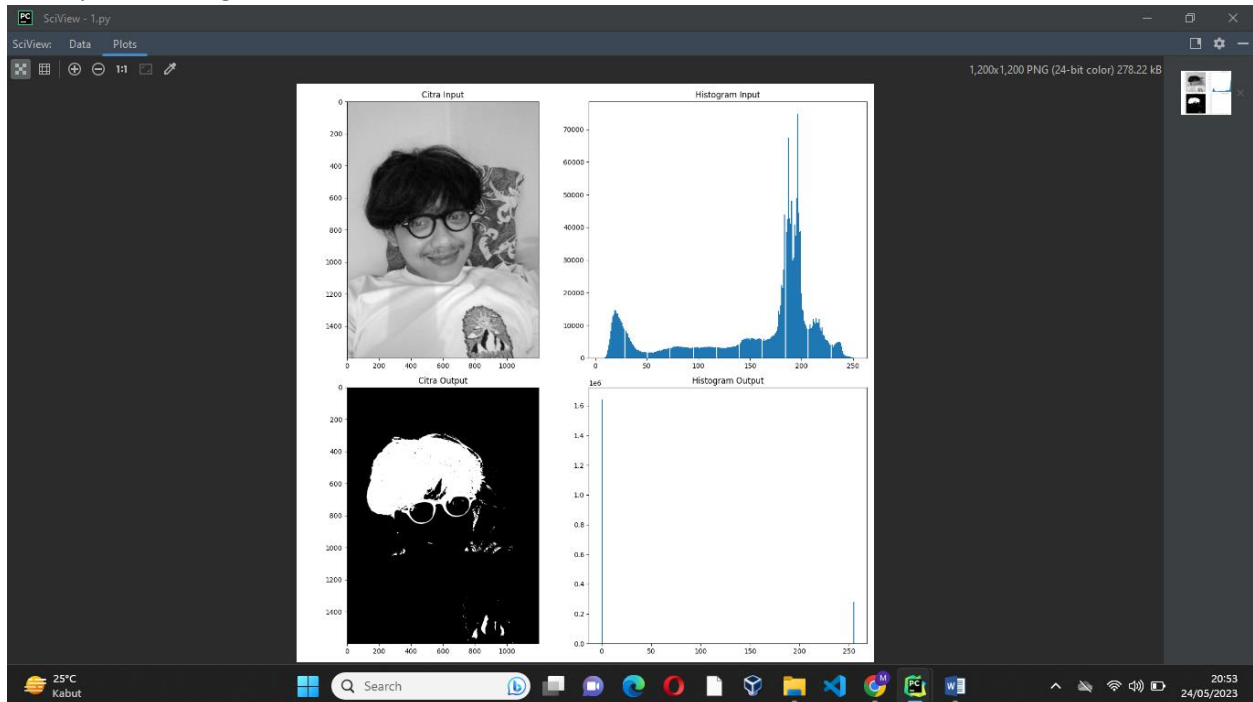 PC SciView - 1.py
SciView: Data Plots
1:1
1,200x1,200 PNG (24-bit color) 278.22 kB
Citra Input
0
200
400
600
800
1000
1200
1400
0 200 400 600 800 1000
Histogram Input
70000
60000
50000
40000
30000
20000
10000
0
0 50 100 150 200 250
Citra Output
0
200
400
600
800
1000
1200
1400
0 200 400 600 800 1000
Histogram Output
1e6
1.6
1.4
1.2
1.0
0.8
0.6
0.4
0.2
0.0
0 50 100 150 200 250
25°C
Kabut
Search
M
PC
W
20:53
24/05/2023